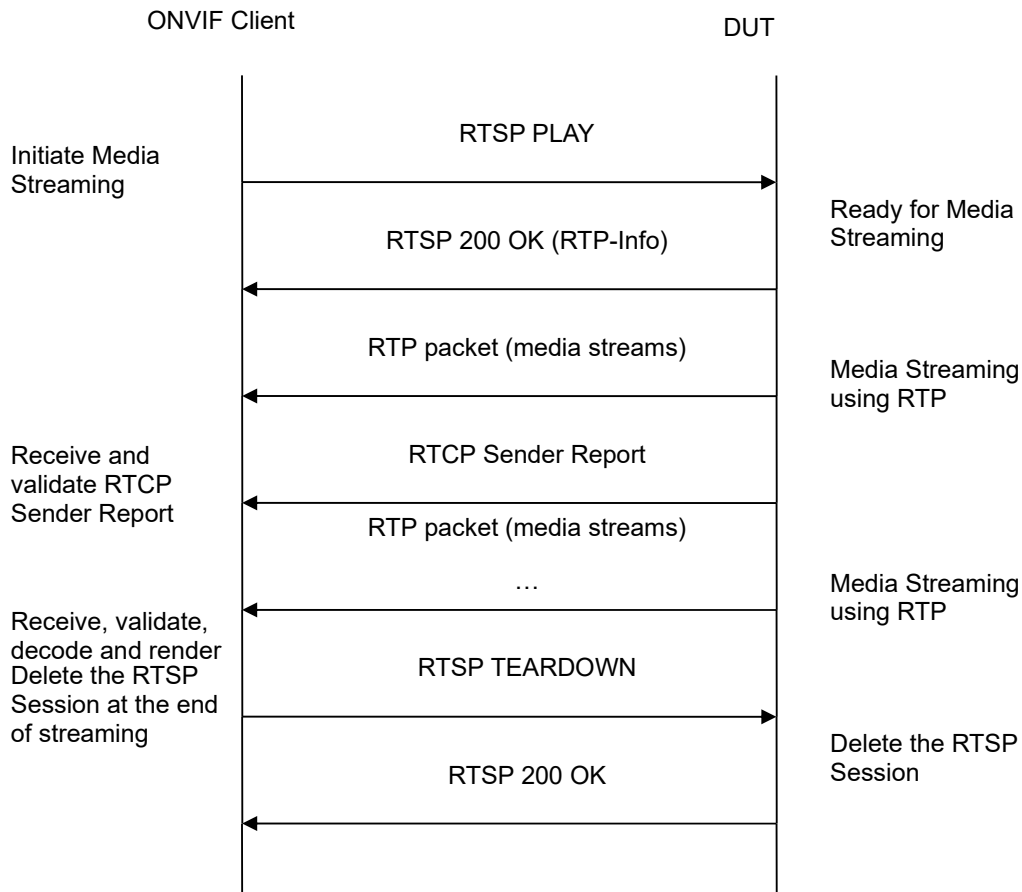 ONVIF Client
DUT
RTSP PLAY
Initiate Media
Streaming
Ready for Media
Streaming
RTSP 200 OK (RTP-Info)
RTP packet (media streams)
Media Streaming
using RTP
Receive and
validate RTCP
Sender Report
RTCP Sender Report
RTP packet (media streams)
…
Media Streaming
using RTP
Receive, validate,
decode and render
Delete the RTSP
Session at the end
of streaming
RTSP TEARDOWN
Delete the RTSP
Session
RTSP 200 OK